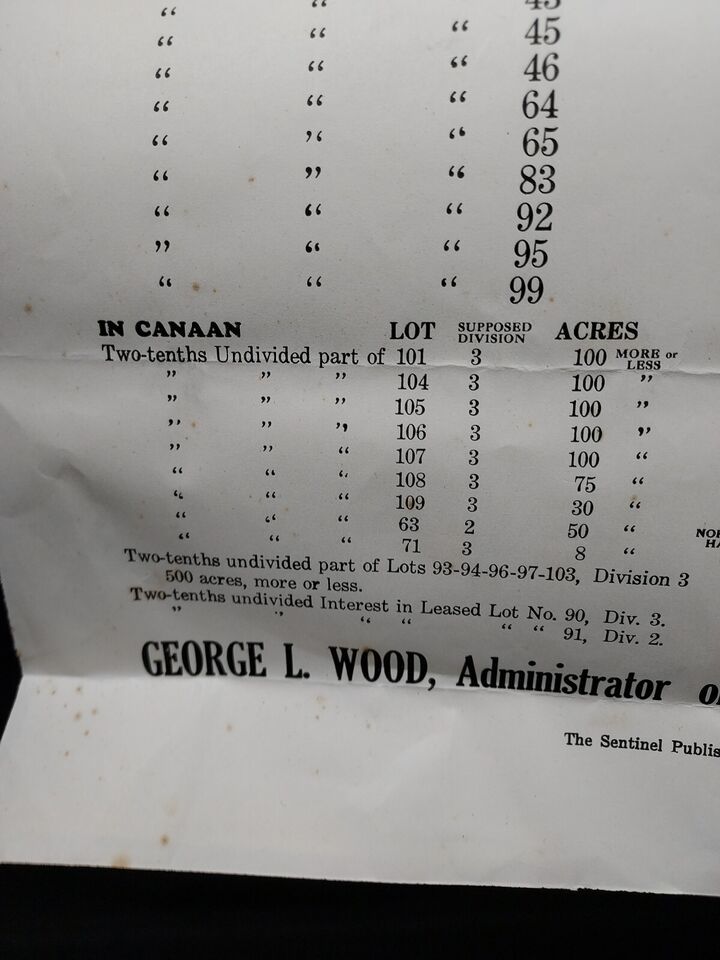 “ “ 43
“ “ “ 45
“ “ “ 46
“ “ “ 64
“ ” “ 65
“ ” “ 83
“ “ “ 92
” “ “ 95
“ “ “ 99
IN CANAAN LOT SUPPOSED DIVISION ACRES
Two-tenths Undivided part of 101 3 100 MORE or LESS
” ” ” 104 3 100 ”
” ” ” 105 3 100 ”
” ” ” 106 3 100 ”
” ” “ 107 3 100 “
“ “ “ 108 3 75 “
“ “ “ 109 3 30 “
“ “ “ 63 2 50 “
“ “ “ 71 3 8 “
Two-tenths undivided part of Lots 93-94-96-97-103, Division 3
500 acres, more or less.
Two-tenths undivided Interest in Leased Lot No. 90, Div. 3.
” ” “ “ “ “ 91, Div. 2.
GEORGE L. WOOD, Administrator
The Sentinel